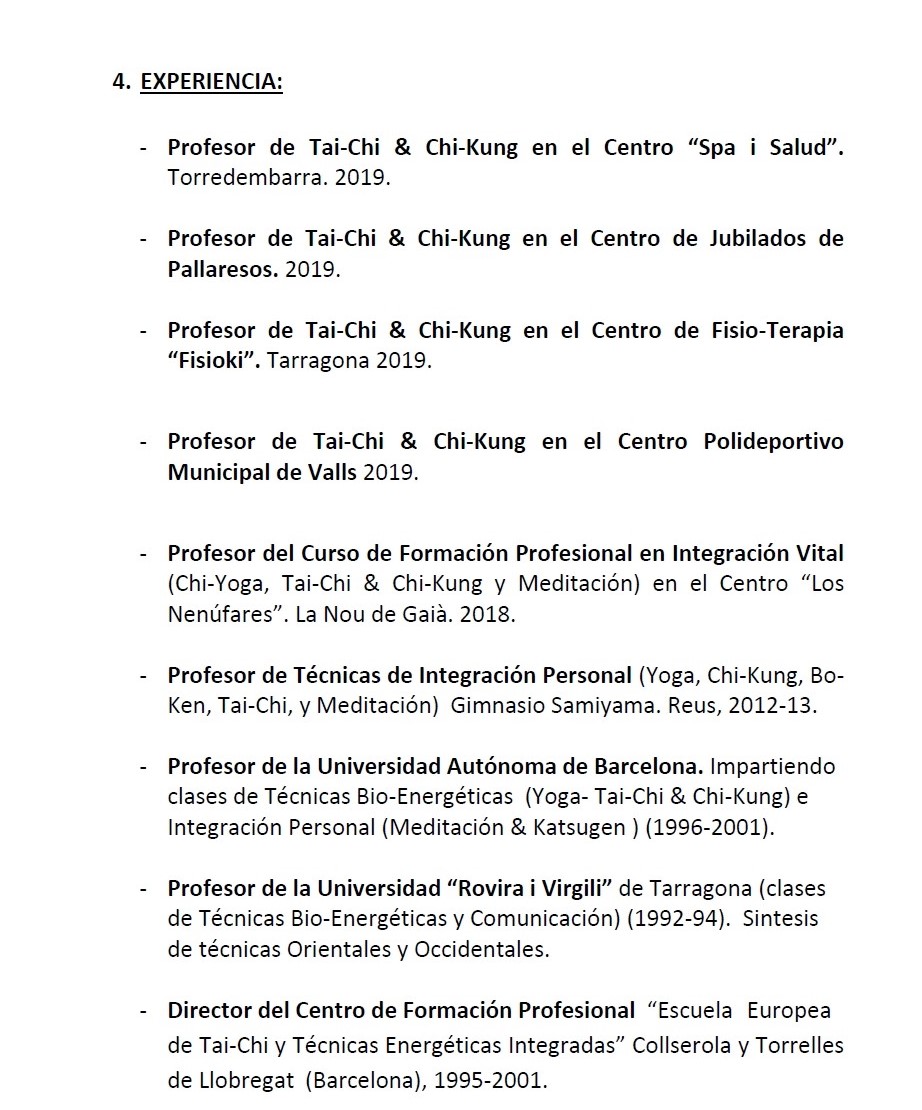 4. EXPERIENCIA:
- Profesor de Tai-Chi & Chi-Kung en el Centro “Spa i Salud”.
Torredembarra. 2019.
- Profesor de Tai-Chi & Chi-Kung en el Centro de Jubilados de
Pallaresos. 2019.
- Profesor de Tai-Chi & Chi-Kung en el Centro de Fisio-Terapia
“Fisioki”. Tarragona 2019.
- Profesor de Tai-Chi & Chi-Kung en el Centro Polideportivo
Municipal de Valls 2019.
- Profesor del Curso de Formación Profesional en Integración Vital
(Chi-Yoga, Tai-Chi & Chi-Kung y Meditación) en el Centro “Los
Nenúfares”. La Nou de Gaià. 2018.
- Profesor de Técnicas de Integración Personal (Yoga, Chi-Kung, Bo-
Ken, Tai-Chi, y Meditación) Gimnasio Samiyama. Reus, 2012-13.
- Profesor de la Universidad Autónoma de Barcelona. Impartiendo
clases de Técnicas Bio-Energéticas (Yoga- Tai-Chi & Chi-Kung) e
Integración Personal (Meditación & Katsugen ) (1996-2001).
- Profesor de la Universidad “Rovira i Virgili” de Tarragona (clases
de Técnicas Bio-Energéticas y Comunicación) (1992-94). Sintesis
de técnicas Orientales y Occidentales.
- Director del Centro de Formación Profesional “Escuela Europea
de Tai-Chi y Técnicas Energéticas Integradas” Collserola y Torrelles
de Llobregat (Barcelona), 1995-2001.